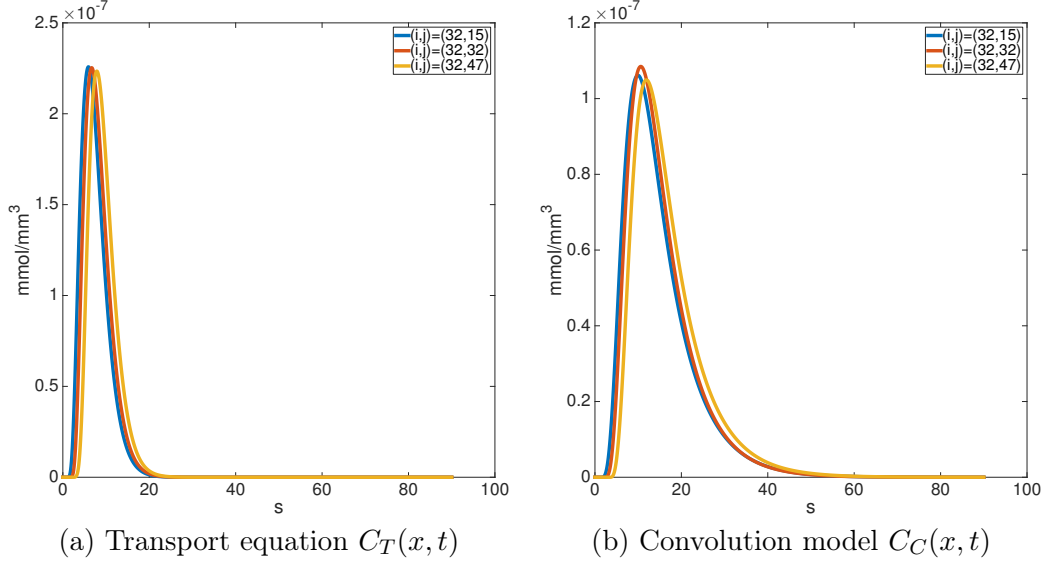 ×10⁻⁷
2.5
2
1.5
1
0.5
0
mmol/mm³
0 20 40 60 80 100
s
(i,j)=(32,15)
(i,j)=(32,32)
(i,j)=(32,47)
(a) Transport equation C_T(x, t)
×10⁻⁷
1.2
1
0.8
0.6
0.4
0.2
0
mmol/mm³
0 20 40 60 80 100
s
(i,j)=(32,15)
(i,j)=(32,32)
(i,j)=(32,47)
(b) Convolution model C_C(x, t)